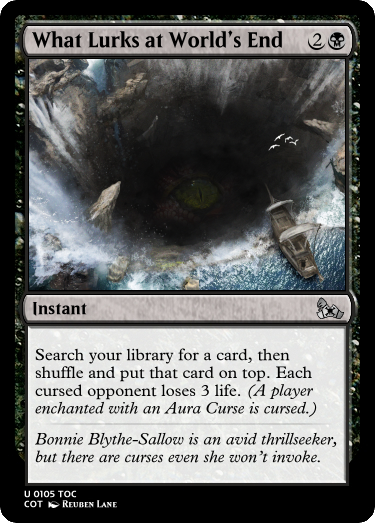 What Lurks at World's End 2
Instant
Search your library for a card, then
shuffle and put that card on top. Each
cursed opponent loses 3 life. (A player
enchanted with an Aura Curse is cursed.)
Bonnie Blythe-Sallow is an avid thrillseeker,
but there are curses even she won't invoke.
U 0105 TOC
COT Reuben Lane